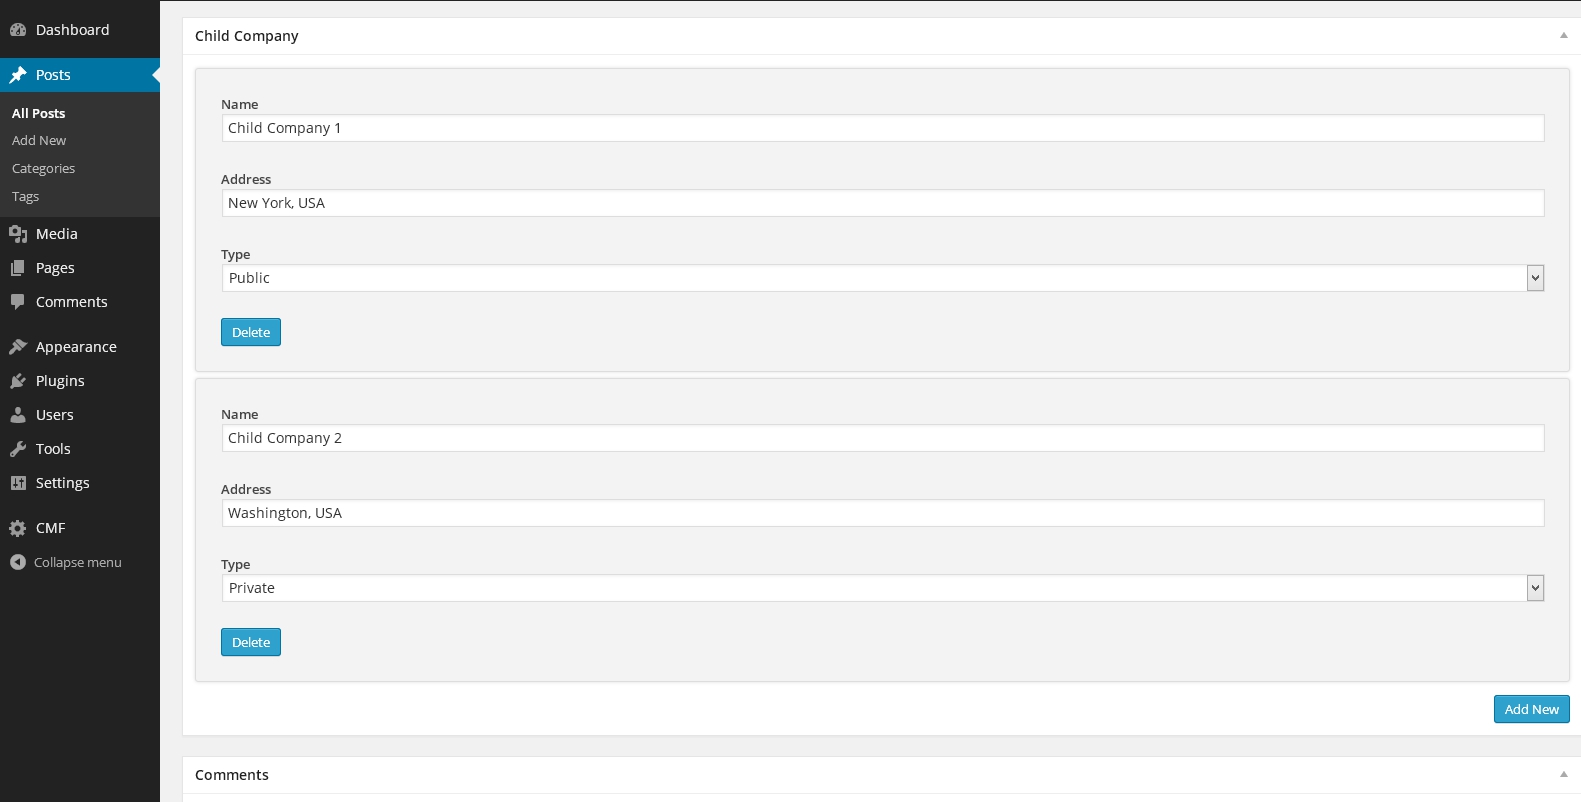 Dashboard
Posts
All Posts
Add New
Categories
Tags
Media
Pages
Comments
Appearance
Plugins
Users
Tools
Settings
CMF
Collapse menu
Child Company
Name
Child Company 1
Address
New York, USA
Type
Public
Delete
Name
Child Company 2
Address
Washington, USA
Type
Private
Delete
Add New
Comments